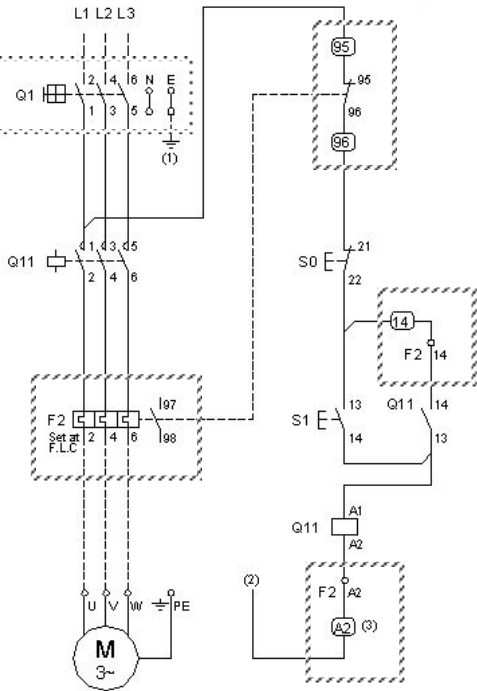 L1 L2 L3
95
2 4 6 N E
95
Q1
1 3 5
96
(1)
96
1 3 5
21
Q11
S0
2 4 6
22
14
F2 14
97
13 Q11 14
F2
S1
Set at 2 4 6 98
F.L.C
14 13
A1
Q11
A2
(2)
F2 A2
U V W PE
A2 (3)
M
3~